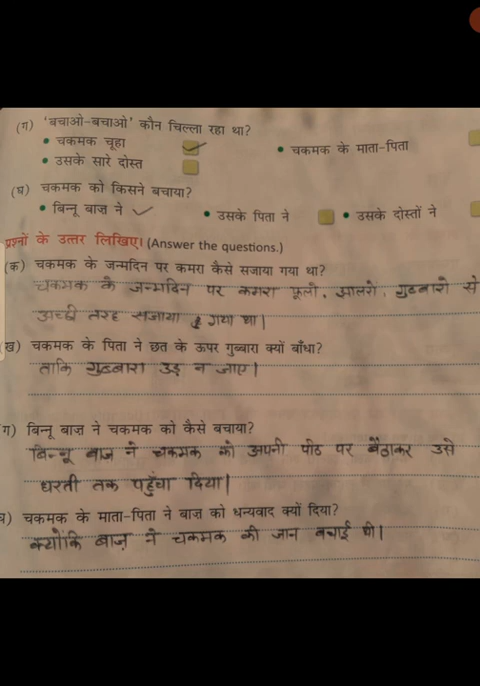 (ग) 'बचाओ-बचाओ' कौन चिल्ला रहा था?
• चकमक चूहा ✓ • चकमक के माता-पिता
• उसके सारे दोस्त
(घ) चकमक को किसने बचाया?
• बिन्नू बाज़ ने ✓ • उसके पिता ने • उसके दोस्तों ने
प्रश्नों के उत्तर लिखिए। (Answer the questions.)
(क) चकमक के जन्मदिन पर कमरा कैसे सजाया गया था?
चकमक के जन्मदिन पर कमरा फूलो, झालरो, गुब्बारो से
अच्छी तरह सजाया गया था।
(ख) चकमक के पिता ने छत के ऊपर गुब्बारा क्यों बाँधा?
ताकि गुब्बारा उड़ न जाए।
ग) बिन्नू बाज़ ने चकमक को कैसे बचाया?
बिन्नू बाज़ ने चकमक को अपनी पीठ पर बैठाकर उसे
धरती तक पहुँचा दिया।
घ) चकमक के माता-पिता ने बाज़ को धन्यवाद क्यों दिया?
क्योंकि बाज़ ने चकमक की जान बचाई थी।